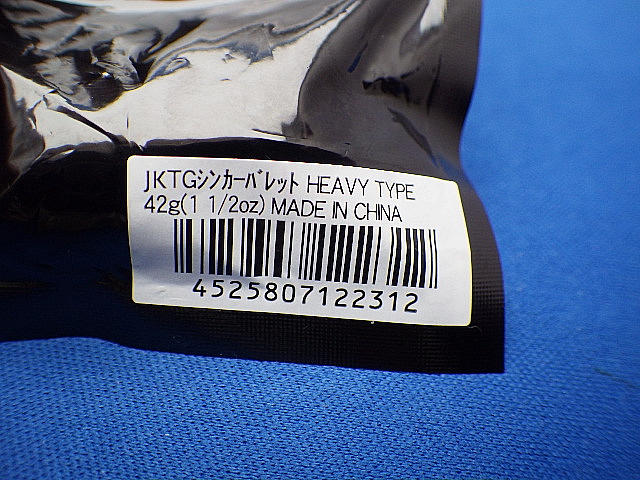 JKTGｼﾝｶｰﾊﾞﾚｯﾄ HEAVY TYPE
42g(1 1/2oz) MADE IN CHINA
4525807122312